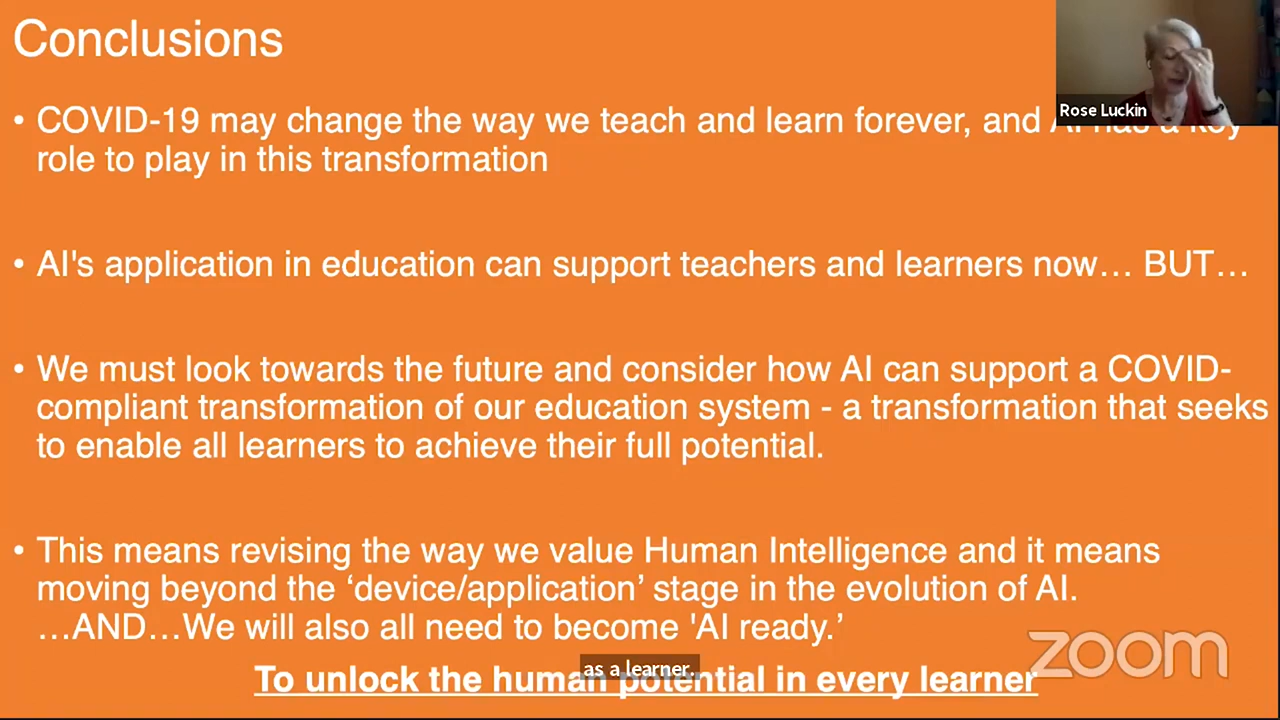 Conclusions
Rose Luckin
• COVID-19 may change the way we teach and learn forever, and AI has a key
role to play in this transformation
• AI's application in education can support teachers and learners now… BUT…
• We must look towards the future and consider how AI can support a COVID-
compliant transformation of our education system - a transformation that seeks
to enable all learners to achieve their full potential.
• This means revising the way we value Human Intelligence and it means
moving beyond the ‘device/application’ stage in the evolution of AI.
…AND…We will also all need to become 'AI ready.’
zoom
as a learner.
To unlock the human potential in every learner